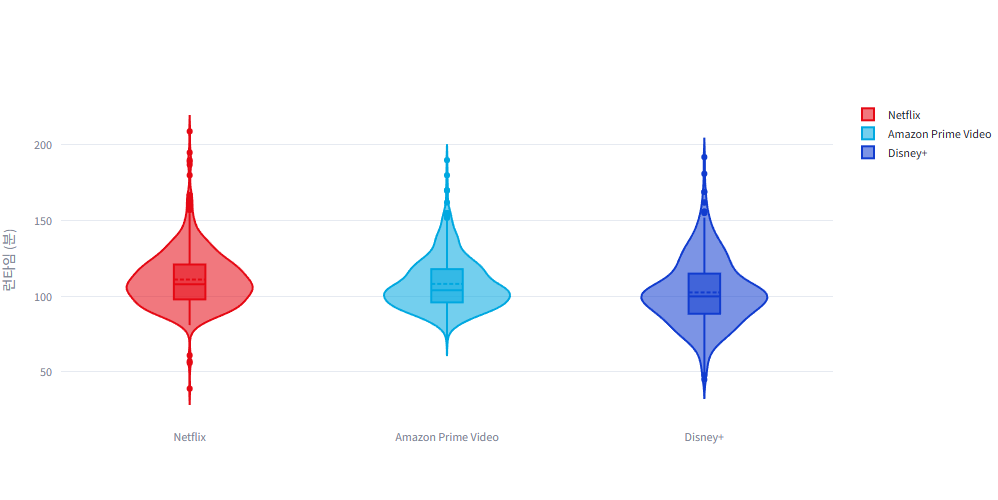 Netflix
Amazon Prime Video
Disney+
200
150
100
50
런타임 (분)
Netflix
Amazon Prime Video
Disney+